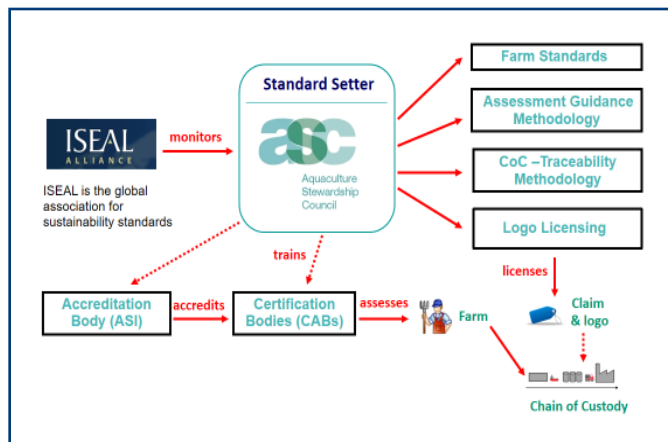 Standard Setter
asc
Aquaculture
Stewardship
Council
ISEAL
ALLIANCE
monitors
ISEAL is the global
association for
sustainability standards
Farm Standards
Assessment Guidance
Methodology
CoC –Traceability
Methodology
Logo Licensing
trains
licenses
Accreditation
Body (ASI)
accredits
Certification
Bodies (CABs)
assesses
Farm
Claim
& logo
Chain of Custody